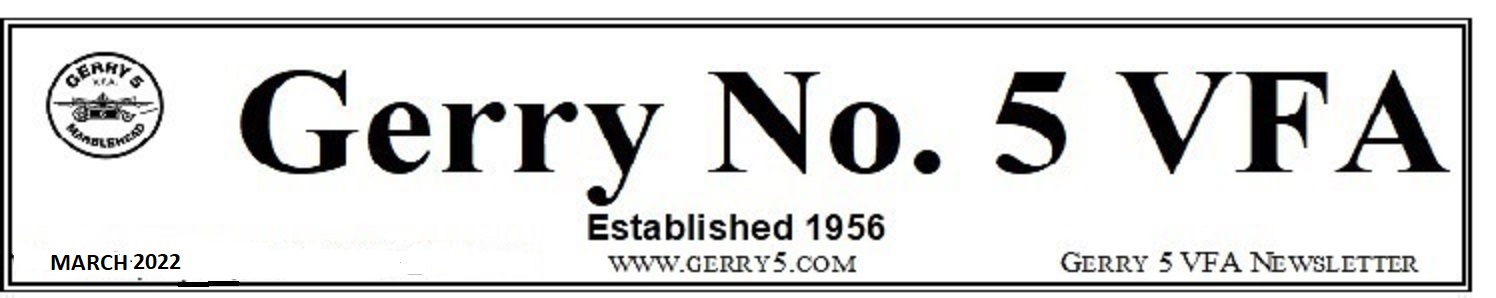 GERRY 5
V.F.A.
MARBLEHEAD
Gerry No. 5 VFA
Established 1956
MARCH 2022
WWW.GERRY5.COM
GERRY 5 VFA NEWSLETTER